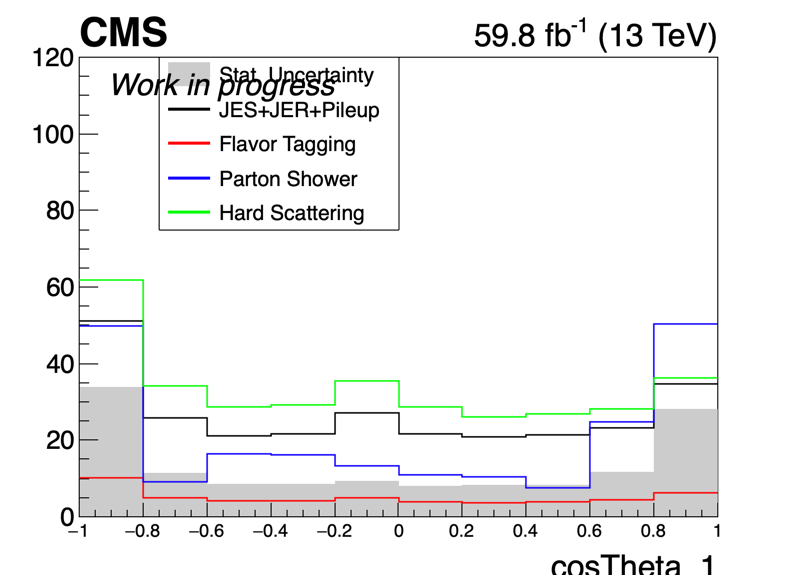 CMS 59.8 fb-1 (13 TeV)
Work in progress
Stat. Uncertainty
JES+JER+Pileup
Flavor Tagging
Parton Shower
Hard Scattering
120
100
80
60
40
20
0
−1 −0.8 −0.6 −0.4 −0.2 0 0.2 0.4 0.6 0.8 1
cosTheta_1